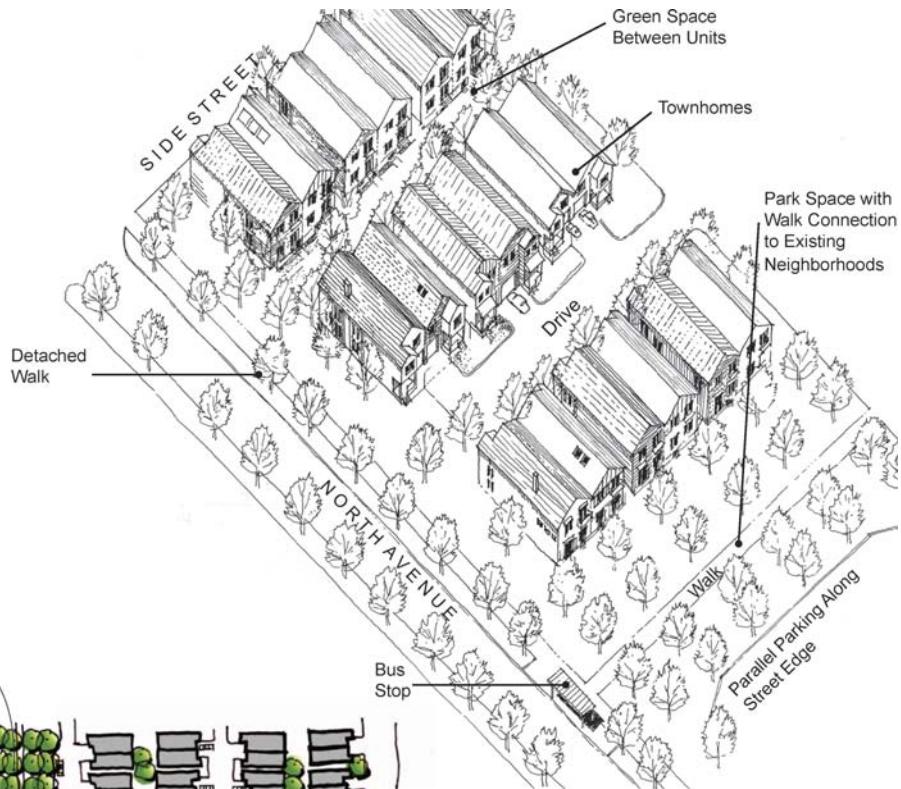 Green Space
Between Units
SIDE STREET
Townhomes
Park Space with
Walk Connection
to Existing
Neighborhoods
Drive
Detached
Walk
NORTH AVENUE
Walk
Parallel Parking Along
Street Edge
Bus
Stop